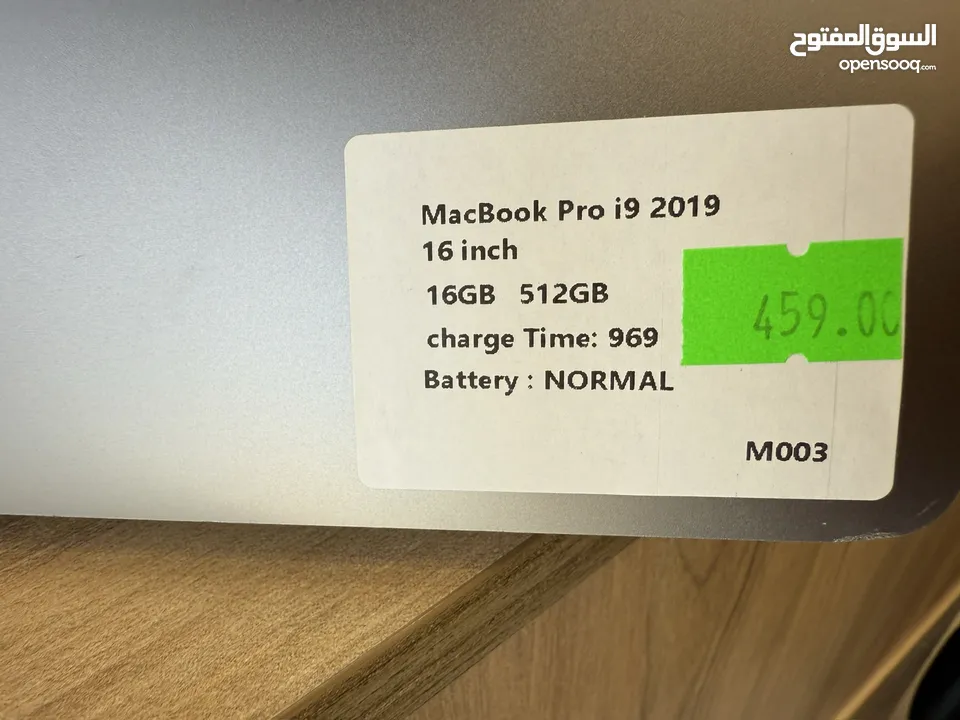 السوق المفتوح
opensooq.com
MacBook Pro i9 2019
16 inch
16GB 512GB
459.00
charge Time: 969
Battery : NORMAL
M003